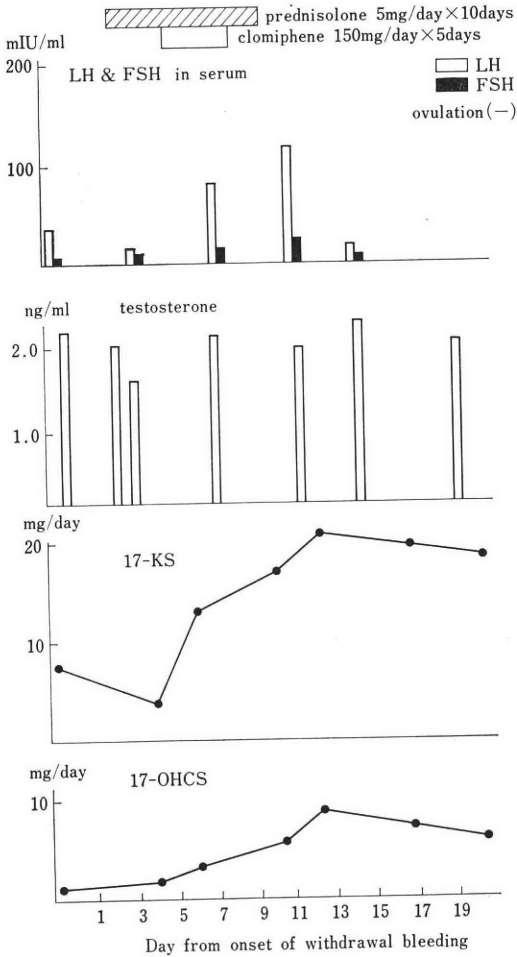 prednisolone 5mg/day×10days
clomiphene 150mg/day×5days
mIU/ml
200
LH & FSH in serum
LH
FSH
ovulation(−)
100
ng/ml
testosterone
2.0
1.0
mg/day
20
17-KS
10
mg/day
17-OHCS
10
1 3 5 7 9 11 13 15 17 19
Day from onset of withdrawal bleeding